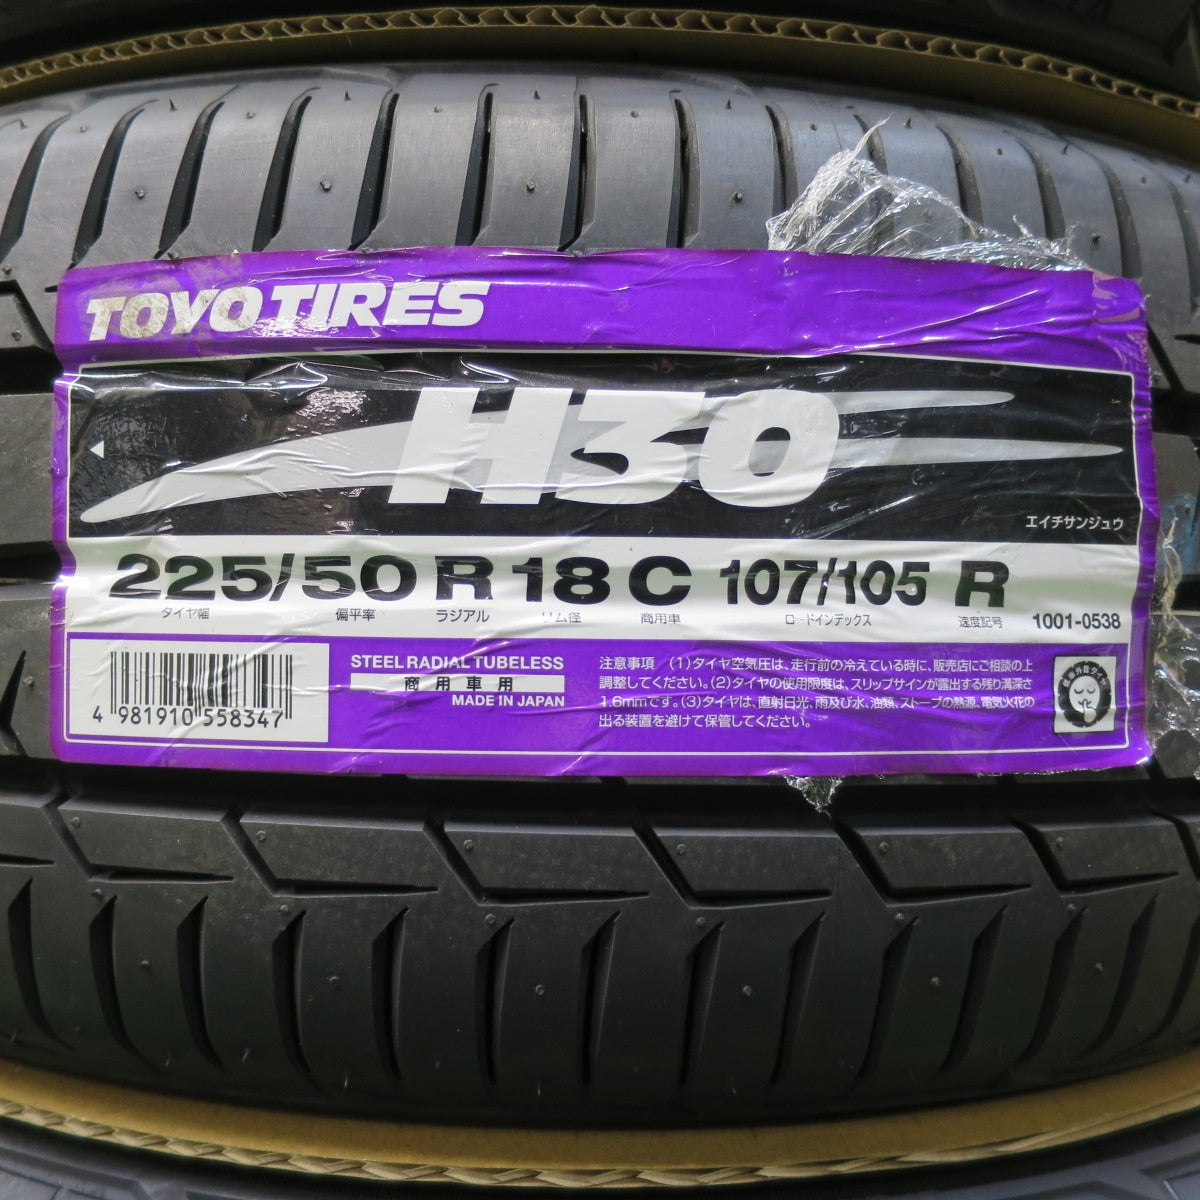 TOYO TIRES
H30
エイチサンジュウ
225/50 R 18 C 107/105 R
タイヤ幅 偏平率 ラジアル リム径 商用車 ロードインデックス 速度記号 1001-0538
STEEL RADIAL TUBELESS
商用車用
MADE IN JAPAN
4 981910 558347
注意事項 (1)タイヤ空気圧は、走行前の冷えている時に、販売店にご相談の上
調整してください。(2)タイヤの使用限度は、スリップサインが露出する残り溝深さ
1.6mmです。(3)タイヤは、直射日光、雨及び水、油類、ストーブの熱源、電気火花の
出る装置を避けて保管してください。